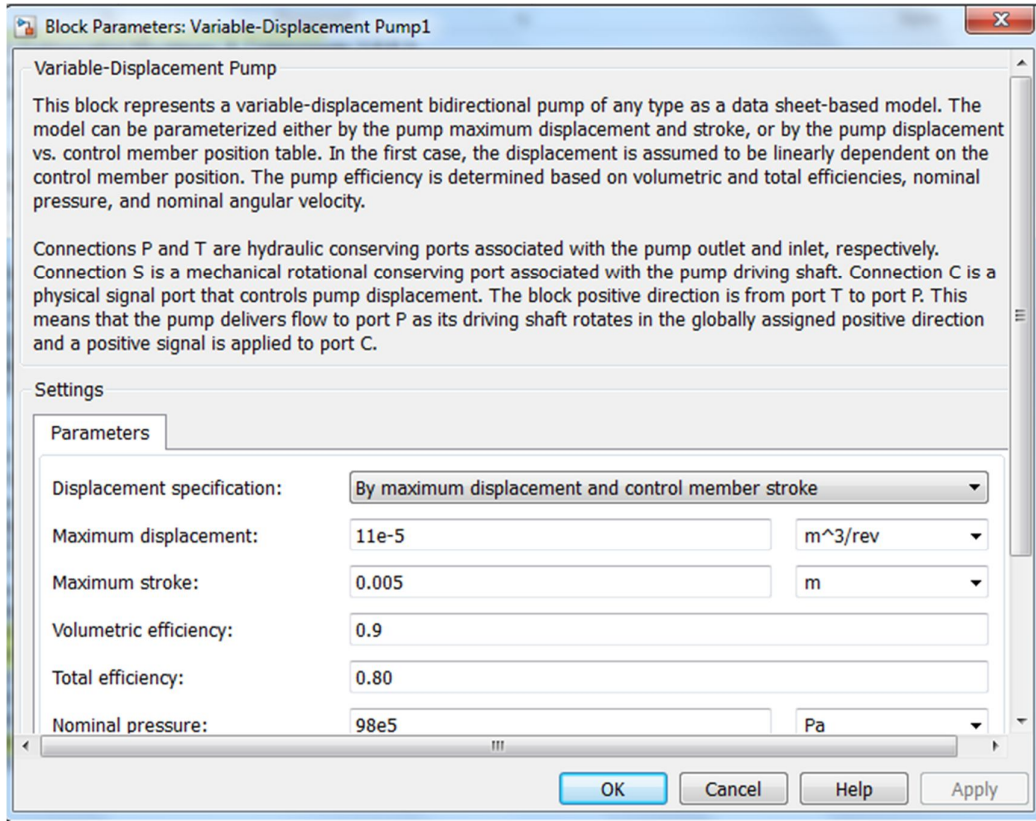 Block Parameters: Variable-Displacement Pump1
Variable-Displacement Pump
This block represents a variable-displacement bidirectional pump of any type as a data sheet-based model. The
model can be parameterized either by the pump maximum displacement and stroke, or by the pump displacement
vs. control member position table. In the first case, the displacement is assumed to be linearly dependent on the
control member position. The pump efficiency is determined based on volumetric and total efficiencies, nominal
pressure, and nominal angular velocity.
Connections P and T are hydraulic conserving ports associated with the pump outlet and inlet, respectively.
Connection S is a mechanical rotational conserving port associated with the pump driving shaft. Connection C is a
physical signal port that controls pump displacement. The block positive direction is from port T to port P. This
means that the pump delivers flow to port P as its driving shaft rotates in the globally assigned positive direction
and a positive signal is applied to port C.
Settings
Parameters
Displacement specification: By maximum displacement and control member stroke
Maximum displacement: 11e-5 m^3/rev
Maximum stroke: 0.005 m
Volumetric efficiency: 0.9
Total efficiency: 0.80
Nominal pressure: 98e5 Pa
OK Cancel Help Apply